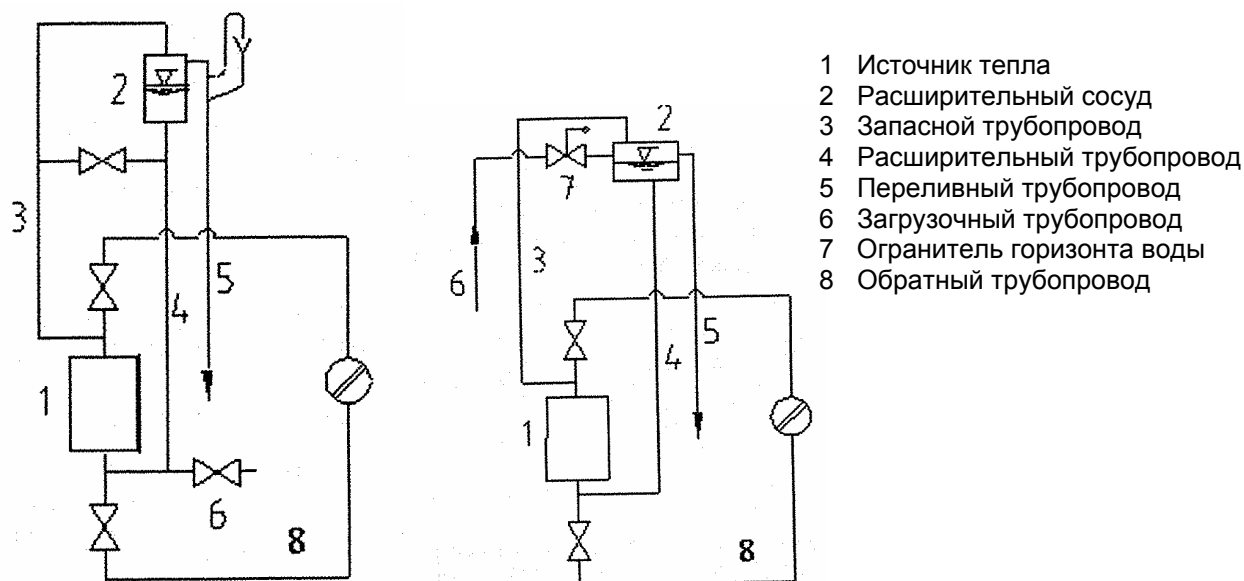 2
3
4
5
1
6
8
2
7
6
3
5
4
1
8
1 Источник тепла
2 Расширительный сосуд
3 Запасной трубопровод
4 Расширительный трубопровод
5 Переливный трубопровод
6 Загрузочный трубопровод
7 Огранитель горизонта воды
8 Обратный трубопровод